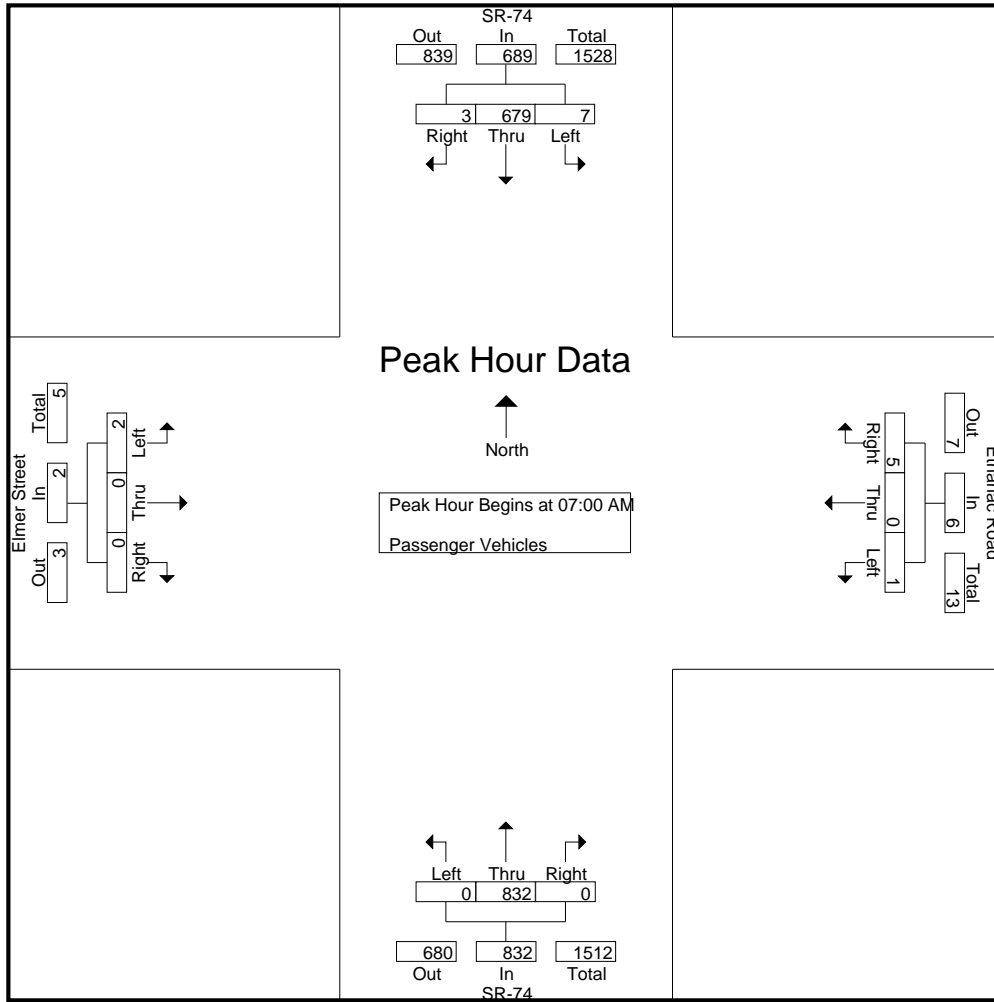 SR-74
Out In Total
839 689 1528
3 679 7
Right Thru Left
Peak Hour Data
North
Peak Hour Begins at 07:00 AM
Passenger Vehicles
Elmer Street
Out In Total
3 2 5
2 0 0
Left Thru Right
Out In Total
7 6 13
5 0 1
Right Thru Left
Road
Left Thru Right
0 832 0
680 832 1512
Out In Total
SR-74